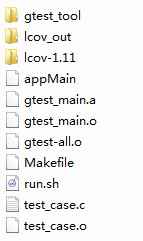 gtest_tool
lcov_out
lcov-1.11
appMain
gtest_main.a
gtest_main.o
gtest-all.o
Makefile
run.sh
test_case.c
test_case.o